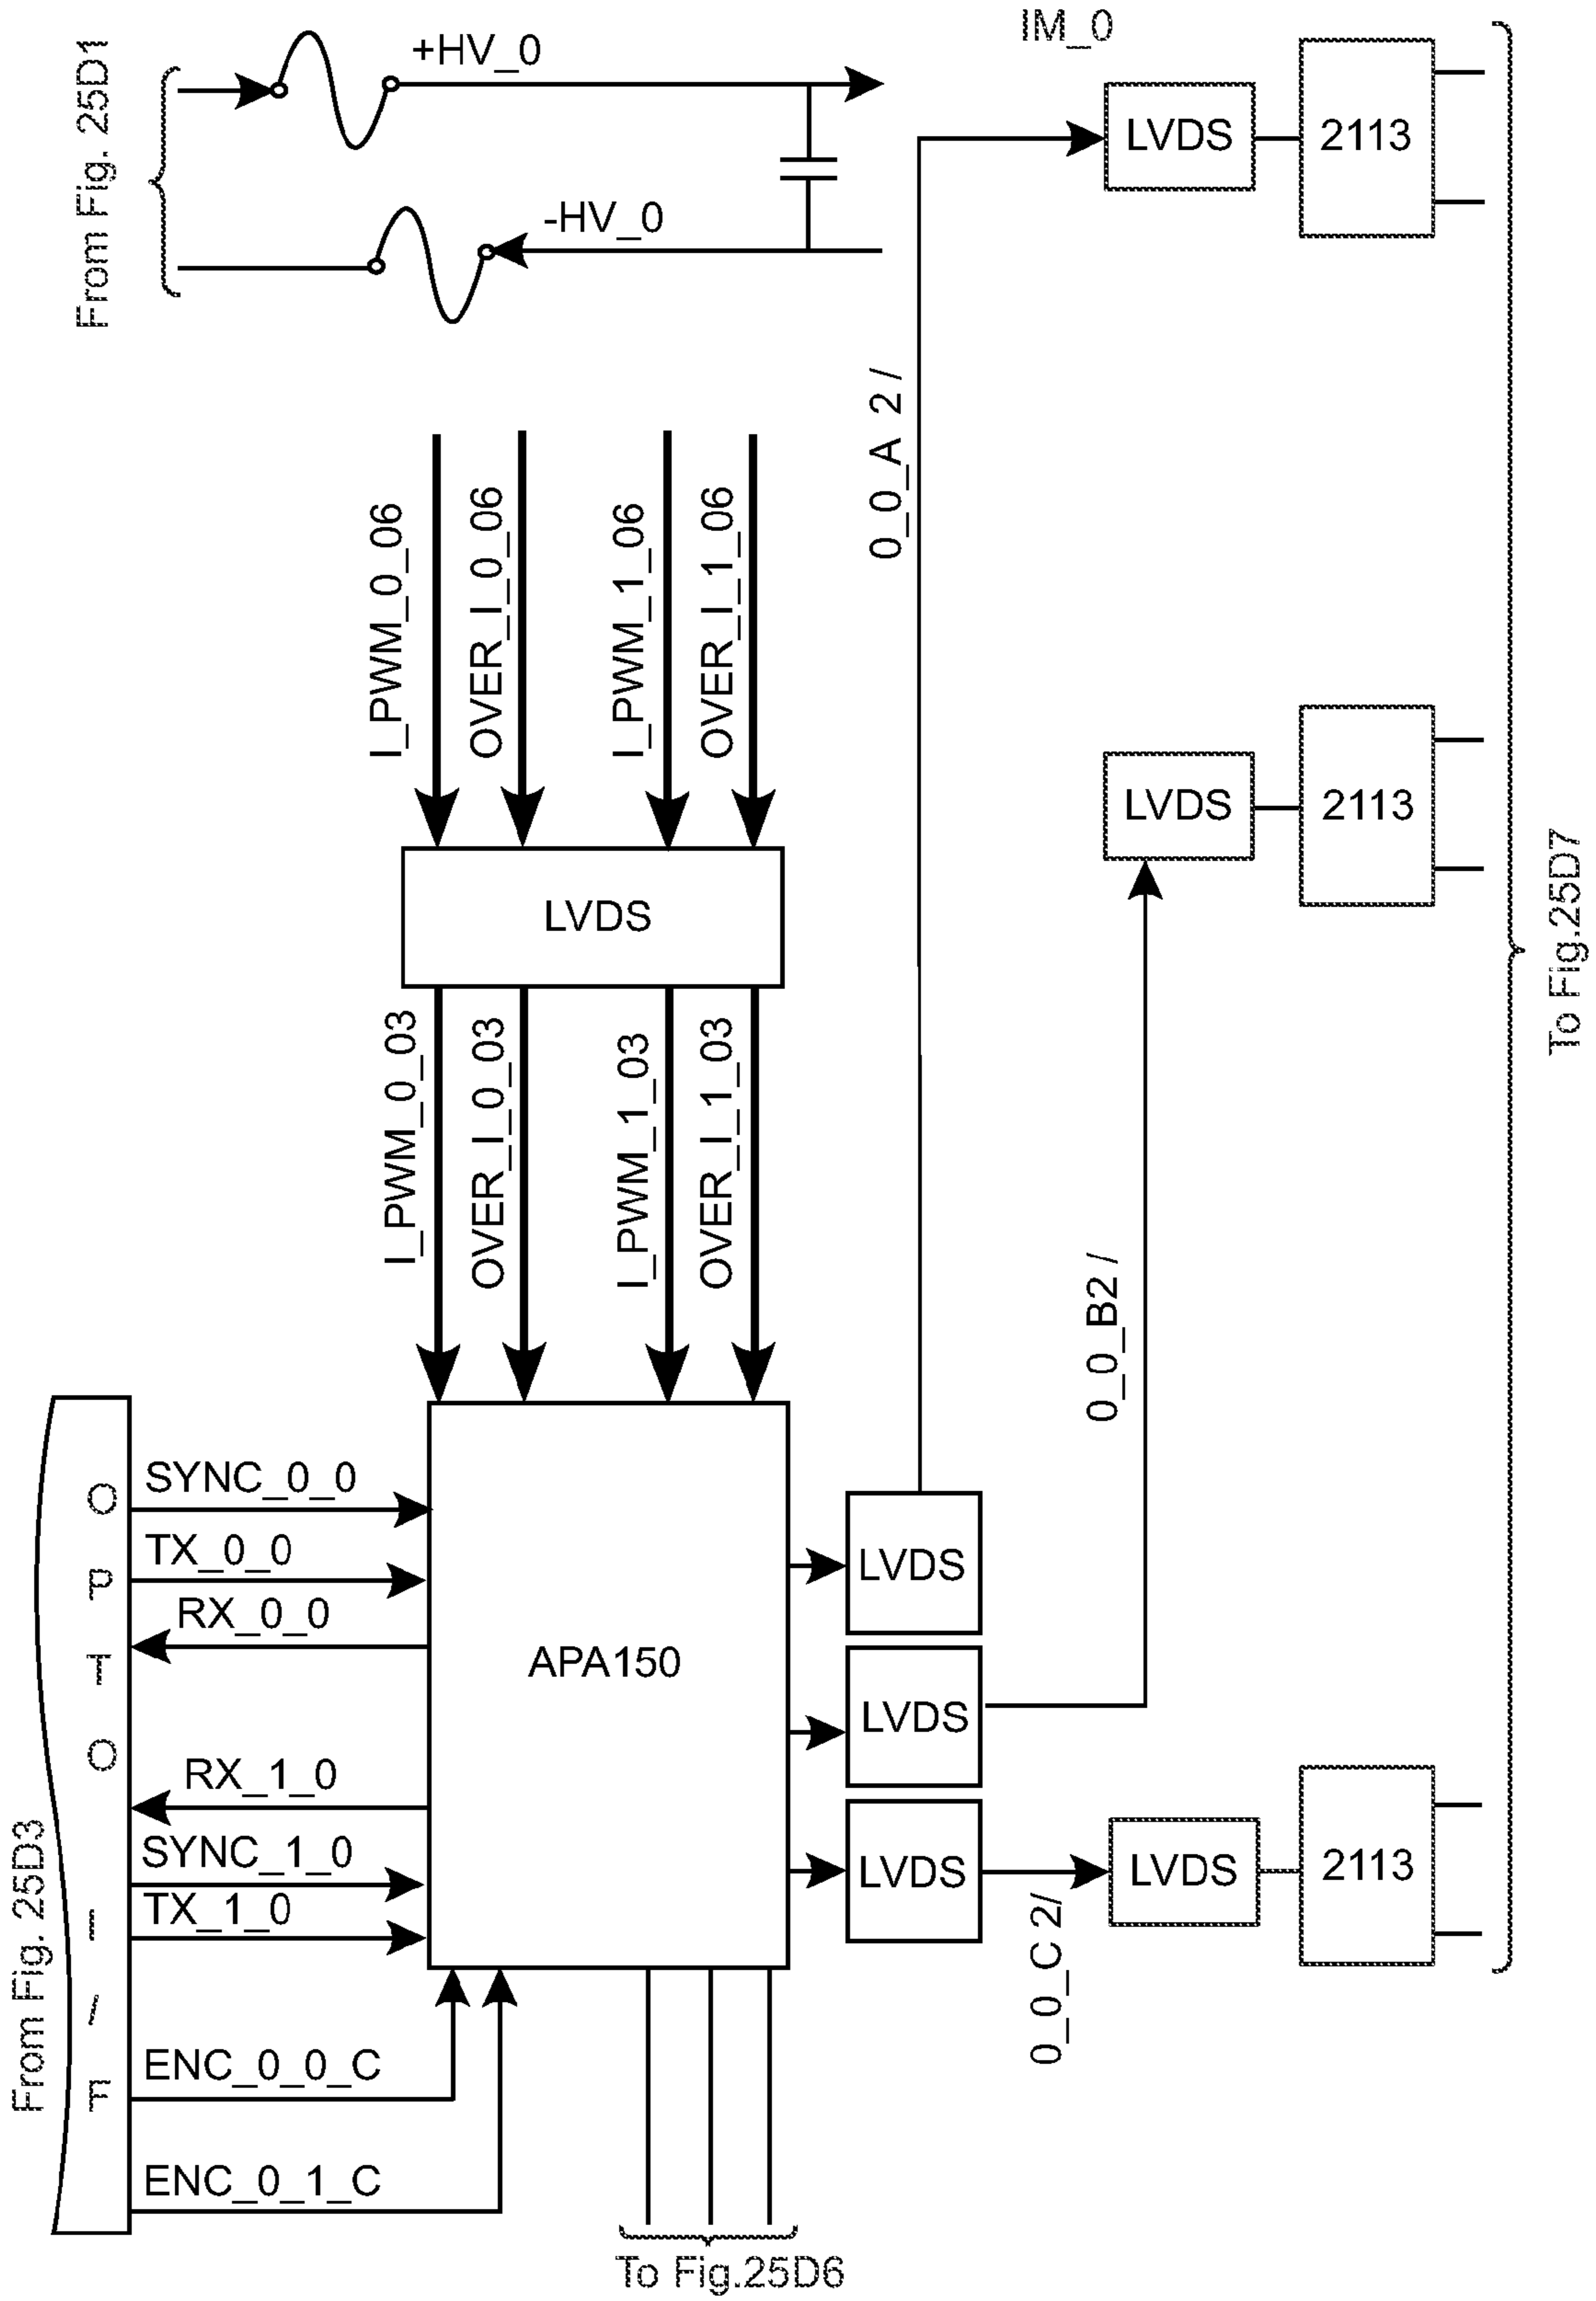 IM_0
+HV_0
From Fig. 25D1
-HV_0
LVDS
2113
0_0_A 2 /
I_PWM_0_06
OVER_I_0_06
I_PWM_1_06
OVER_I_1_06
LVDS
2113
LVDS
To Fig.25D7
I_PWM_0_03
OVER_I_0_03
I_PWM_1_03
OVER_I_1_03
0_0_B2 /
OPTO I/F
SYNC_0_0
TX_0_0
RX_0_0
LVDS
APA150
LVDS
RX_1_0
From Fig. 25D3
SYNC_1_0
TX_1_0
LVDS
LVDS
2113
0_0_C 2/
ENC_0_0_C
ENC_0_1_C
To Fig.25D6